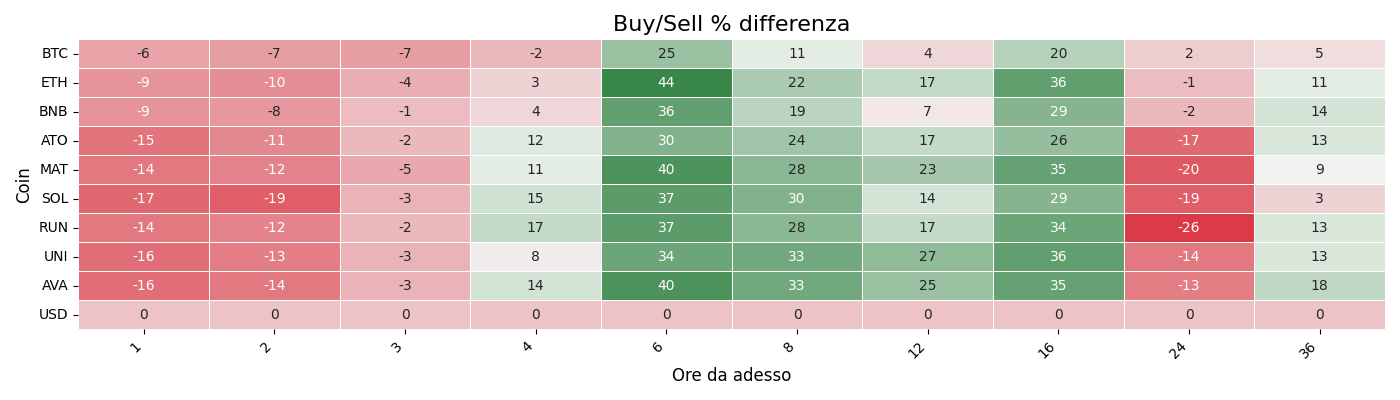 Buy/Sell % differenza
Coin
BTC -6 -7 -7 -2 25 11 4 20 2 5
ETH -9 -10 -4 3 44 22 17 36 -1 11
BNB -9 -8 -1 4 36 19 7 29 -2 14
ATO -15 -11 -2 12 30 24 17 26 -17 13
MAT -14 -12 -5 11 40 28 23 35 -20 9
SOL -17 -19 -3 15 37 30 14 29 -19 3
RUN -14 -12 -2 17 37 28 17 34 -26 13
UNI -16 -13 -3 8 34 33 27 36 -14 13
AVA -16 -14 -3 14 40 33 25 35 -13 18
USD 0 0 0 0 0 0 0 0 0 0
1 2 3 4 6 8 12 16 24 36
Ore da adesso